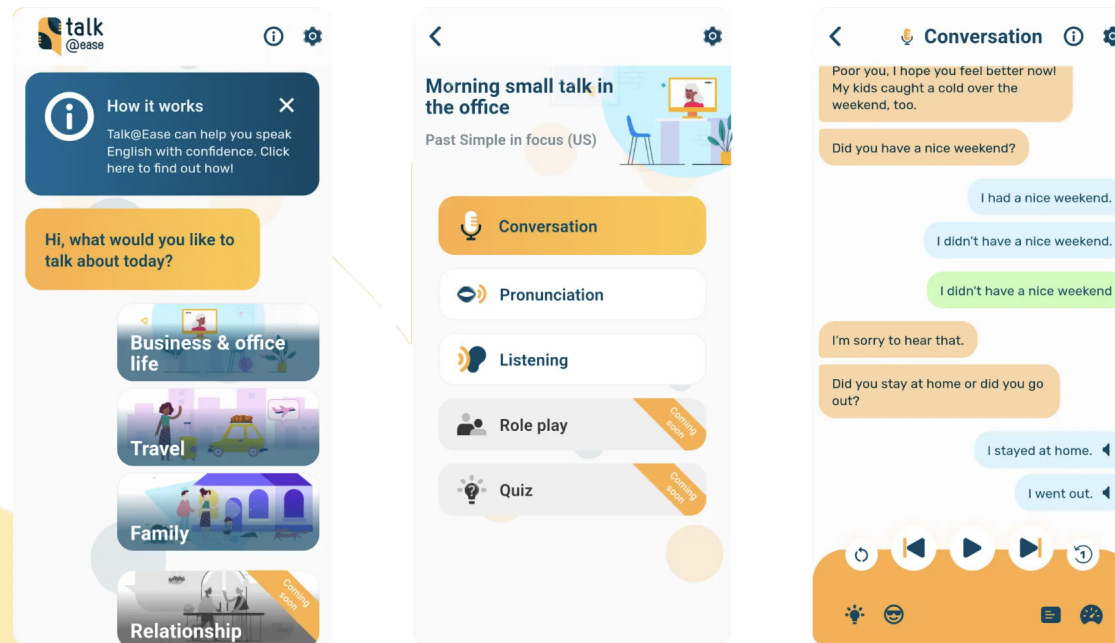 talk
@ease
How it works
Talk@Ease can help you speak
English with confidence. Click
here to find out how!
Hi, what would you like to
talk about today?
Business & office
life
Travel
Family
Relationship
Coming
soon
Morning small talk in
the office
Past Simple in focus (US)
Conversation
Pronunciation
Listening
Role play
Coming
soon
Quiz
Coming
soon
Conversation
Poor you, I hope you feel better now!
My kids caught a cold over the
weekend, too.
Did you have a nice weekend?
I had a nice weekend.
I didn't have a nice weekend.
I didn't have a nice weekend
I'm sorry to hear that.
Did you stay at home or did you go
out?
I stayed at home.
I went out.
1